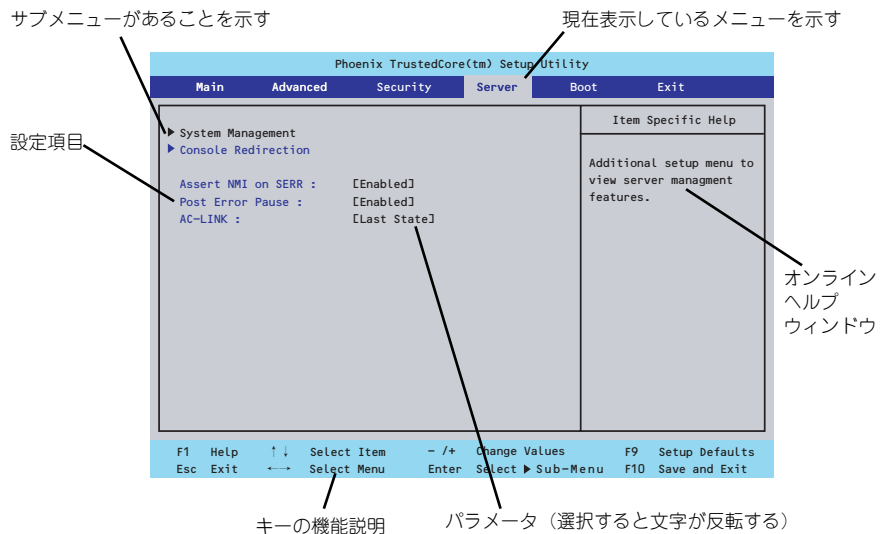 サブメニューがあることを示す
現在表示しているメニューを示す
Phoenix TrustedCore(tm) Setup Utility
Main Advanced Security Server Boot Exit
▶ System Management
▶ Console Redirection
Assert NMI on SERR : [Enabled]
Post Error Pause : [Enabled]
AC-LINK : [Last State]
Item Specific Help
Additional setup menu to
view server managment
features.
設定項目
オンライン
ヘルプ
ウィンドウ
F1 Help ↑↓ Select Item - /+ Change Values F9 Setup Defaults
Esc Exit ←→ Select Menu Enter Select ▶ Sub-Menu F10 Save and Exit
キーの機能説明
パラメータ（選択すると文字が反転する）